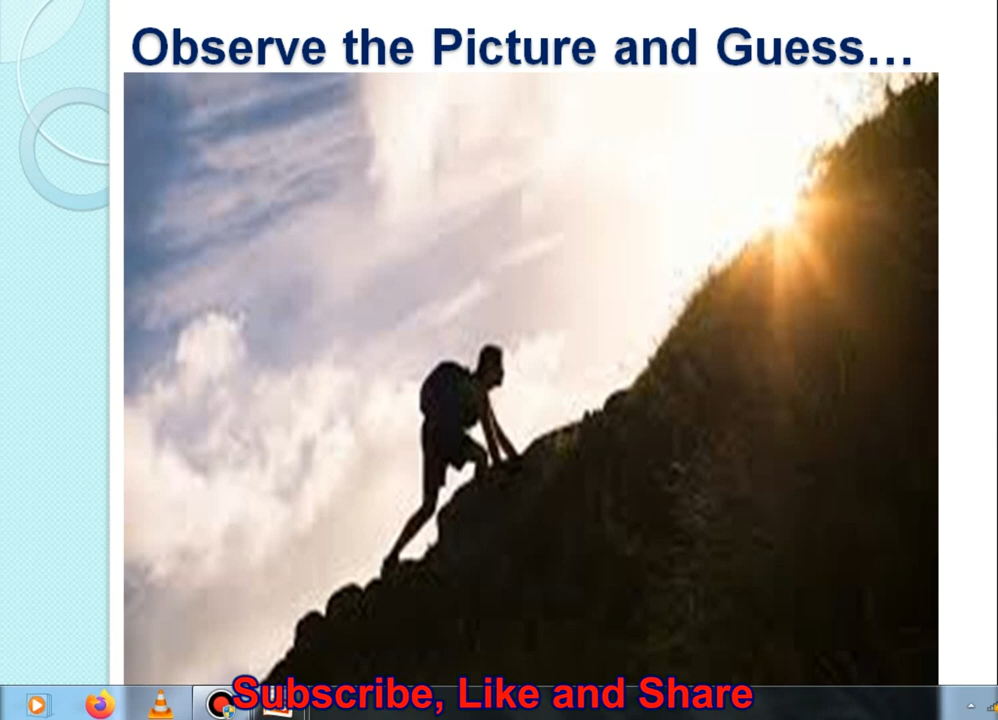 Observe the Picture and Guess…
Subscribe, Like and Share